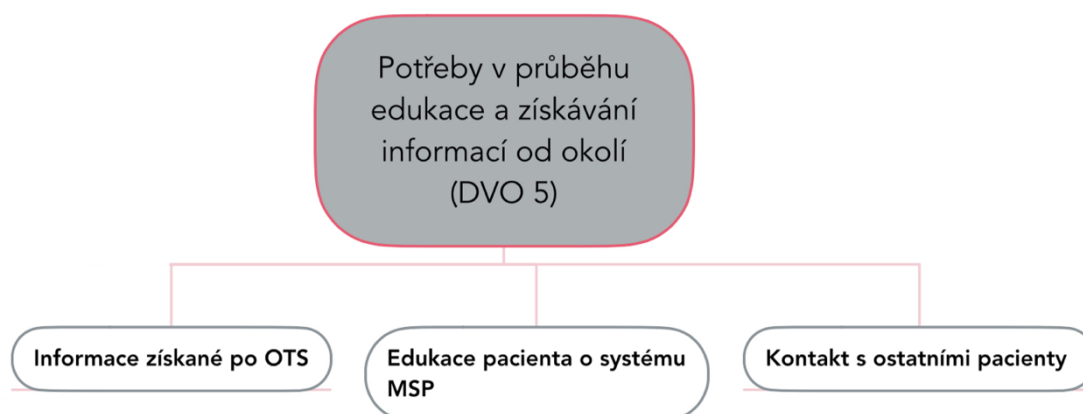 Potřeby v průběhu
edukace a získávání
informací od okolí
(DVO 5)
Informace získané po OTS
Edukace pacienta o systému
MSP
Kontakt s ostatními pacienty